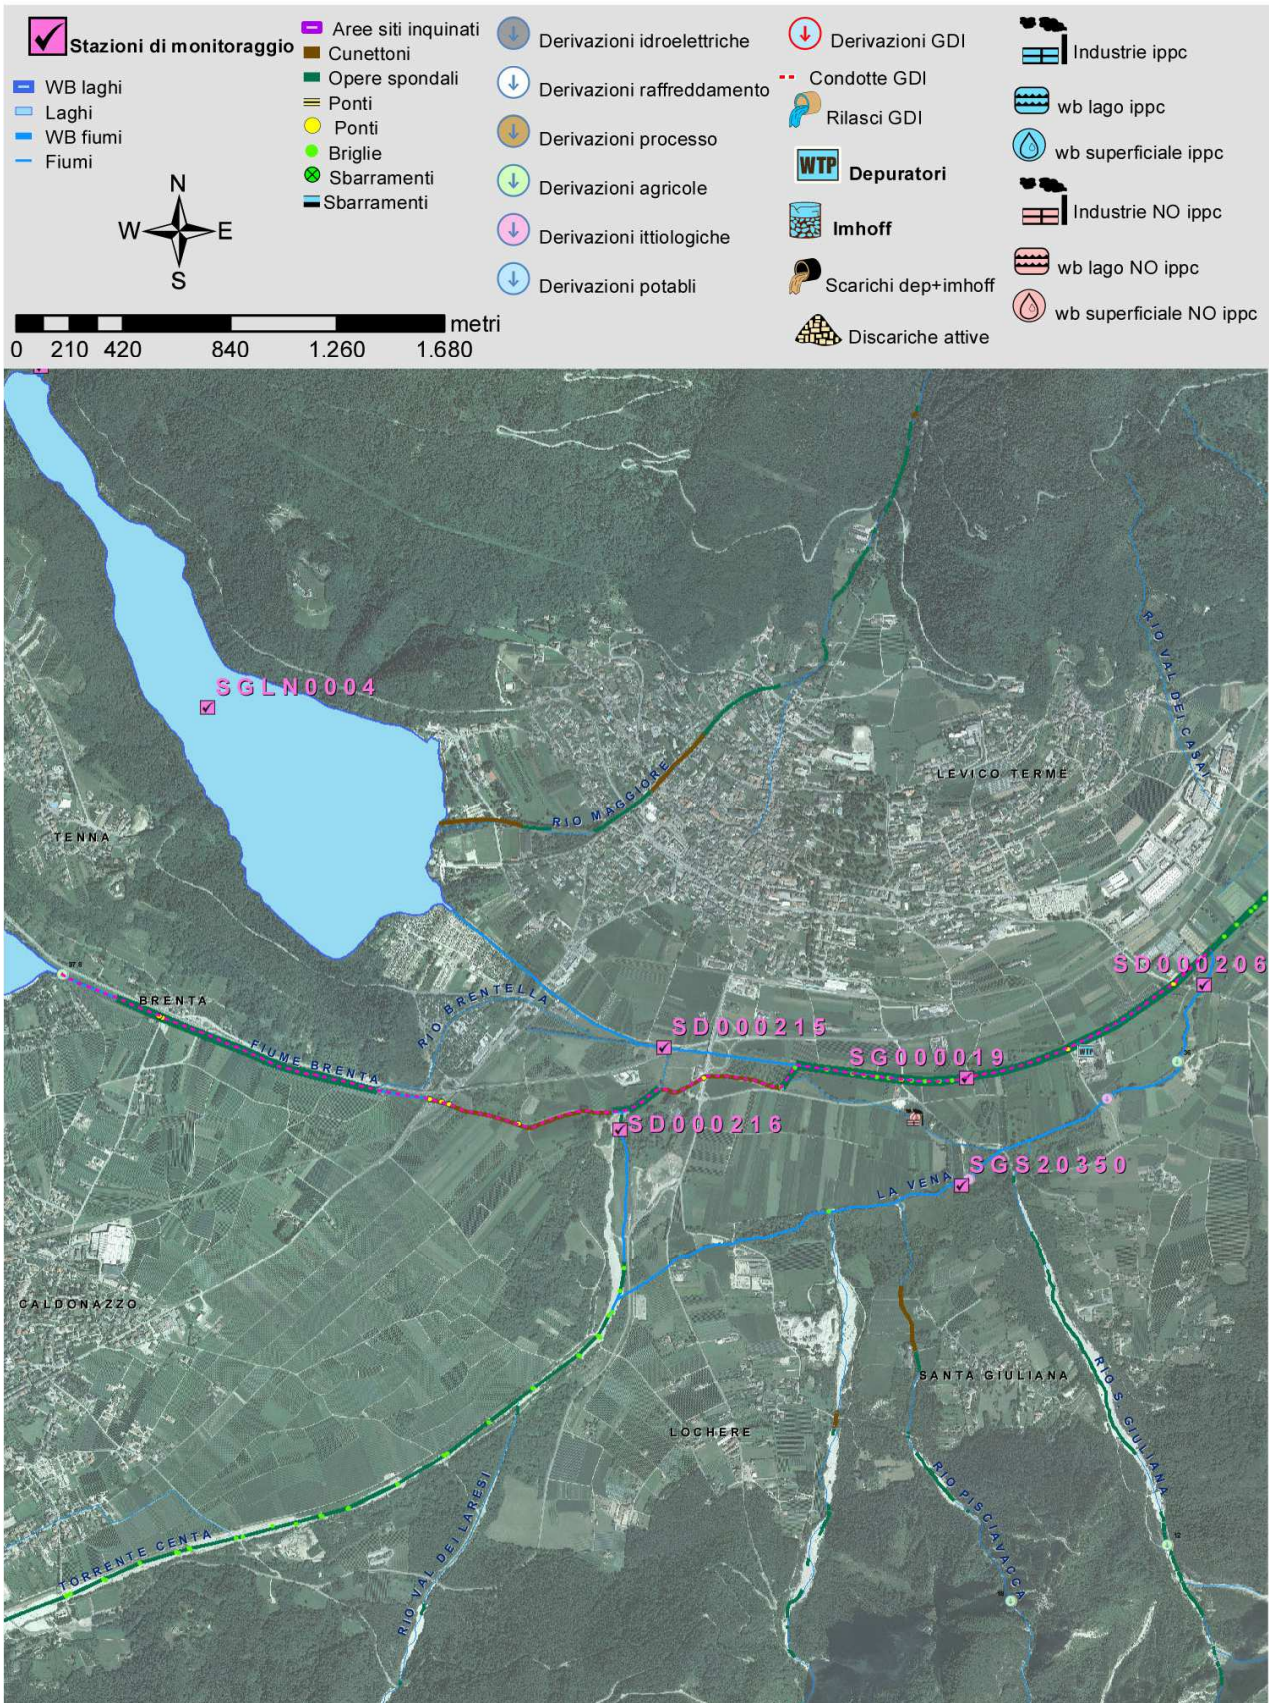 Stazioni di monitoraggio
WB laghi
Laghi
WB fiumi
Fiumi
N
W E
S
Aree siti inquinati
Cunettoni
Opere spondali
Ponti
Ponti
Briglie
Sbarramenti
Sbarramenti
Derivazioni idroelettriche
Derivazioni raffreddamento
Derivazioni processo
Derivazioni agricole
Derivazioni ittiologiche
Derivazioni potabli
Derivazioni GDI
Condotte GDI
Rilasci GDI
WTP Depuratori
Imhoff
Scarichi dep+imhoff
Discariche attive
Industrie ippc
wb lago ippc
wb superficiale ippc
Industrie NO ippc
wb lago NO ippc
wb superficiale NO ippc
metri
0 210 420 840 1.260 1.680
SGLN0004
RIO VAL DEI CASAI
LEVICO TERME
RIO MAGGIORE
TENNA
SD000206
BRENTA
RIO BRENTELLA
SD000215
FIUME BRENTA
SG000019
WTP
SD000216
SGS20350
LA VENA
CALDONAZZO
SANTA GIULIANA
RIO S. GIULIANA
LOCHERE
RIO PISCIAVACCA
RIO VAL DEI LARESI
TORRENTE CENTA
12